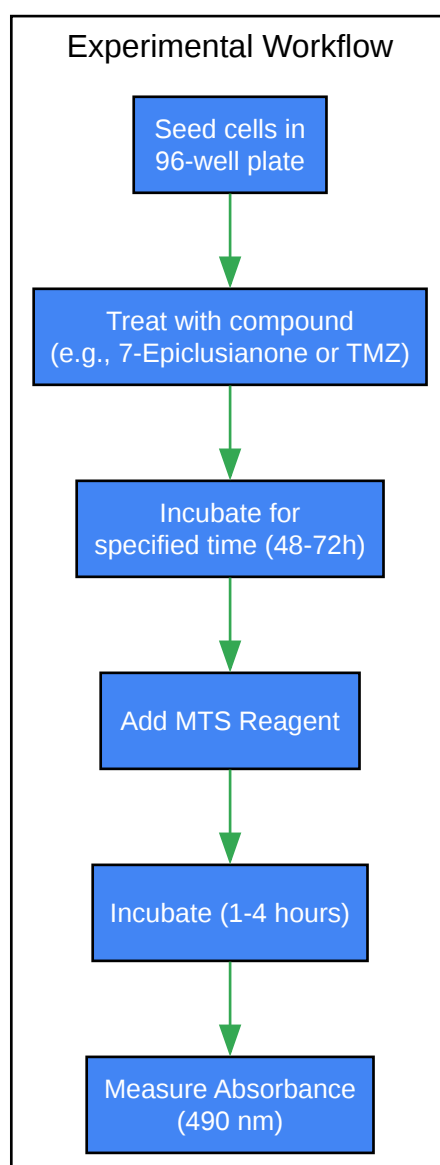 Experimental Workflow
Seed cells in
96-well plate
Treat with compound
(e.g., 7-Epiclusianone or TMZ)
Incubate for
specified time (48-72h)
Add MTS Reagent
Incubate (1-4 hours)
Measure Absorbance
(490 nm)